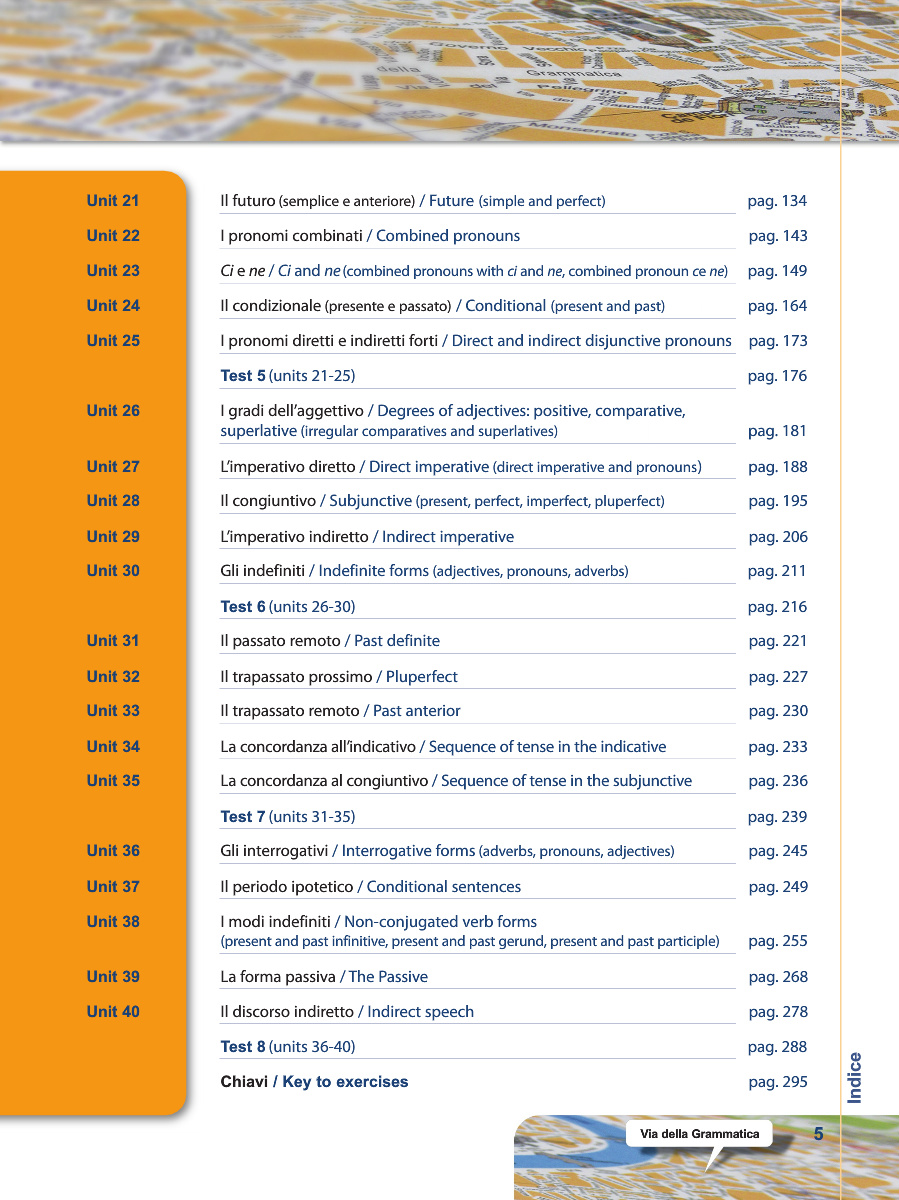 Governo Vecchio
della
Grammatica
Via del Pellegrino
Monserrato
Piazza
Farnese
Unit 21 Il futuro (semplice e anteriore) / Future (simple and perfect) pag. 134
Unit 22 I pronomi combinati / Combined pronouns pag. 143
Unit 23 Ci e ne / Ci and ne (combined pronouns with ci and ne, combined pronoun ce ne) pag. 149
Unit 24 Il condizionale (presente e passato) / Conditional (present and past) pag. 164
Unit 25 I pronomi diretti e indiretti forti / Direct and indirect disjunctive pronouns pag. 173
Test 5 (units 21-25) pag. 176
Unit 26 I gradi dell'aggettivo / Degrees of adjectives: positive, comparative,
superlative (irregular comparatives and superlatives) pag. 181
Unit 27 L'imperativo diretto / Direct imperative (direct imperative and pronouns) pag. 188
Unit 28 Il congiuntivo / Subjunctive (present, perfect, imperfect, pluperfect) pag. 195
Unit 29 L'imperativo indiretto / Indirect imperative pag. 206
Unit 30 Gli indefiniti / Indefinite forms (adjectives, pronouns, adverbs) pag. 211
Test 6 (units 26-30) pag. 216
Unit 31 Il passato remoto / Past definite pag. 221
Unit 32 Il trapassato prossimo / Pluperfect pag. 227
Unit 33 Il trapassato remoto / Past anterior pag. 230
Unit 34 La concordanza all'indicativo / Sequence of tense in the indicative pag. 233
Unit 35 La concordanza al congiuntivo / Sequence of tense in the subjunctive pag. 236
Test 7 (units 31-35) pag. 239
Unit 36 Gli interrogativi / Interrogative forms (adverbs, pronouns, adjectives) pag. 245
Unit 37 Il periodo ipotetico / Conditional sentences pag. 249
Unit 38 I modi indefiniti / Non-conjugated verb forms
(present and past infinitive, present and past gerund, present and past participle) pag. 255
Unit 39 La forma passiva / The Passive pag. 268
Unit 40 Il discorso indiretto / Indirect speech pag. 278
Test 8 (units 36-40) pag. 288
Chiavi / Key to exercises pag. 295
Indice
Via della Grammatica 5